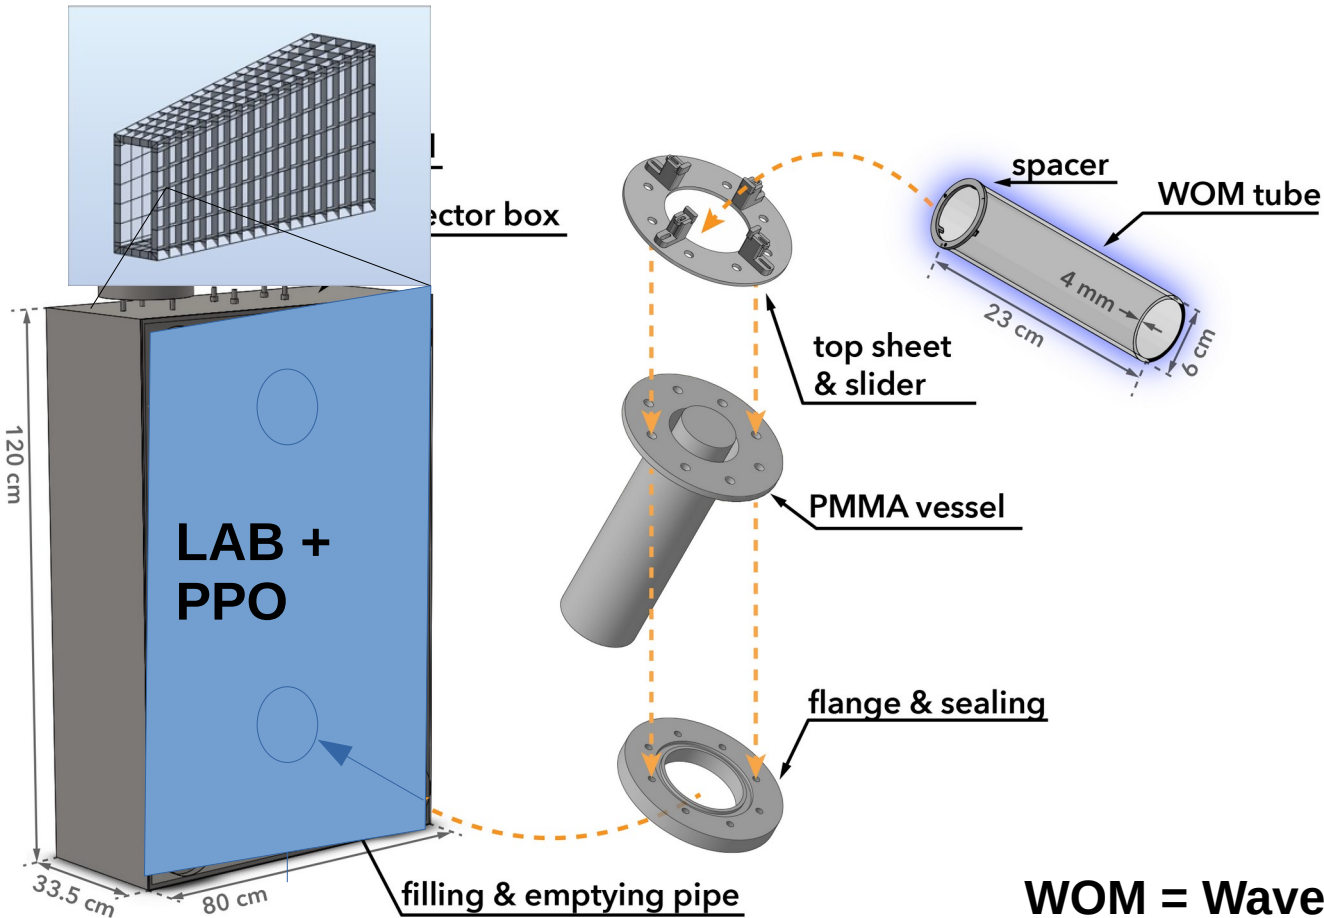 ector box
spacer
WOM tube
4 mm
23 cm
6 cm
top sheet
& slider
120 cm
PMMA vessel
LAB +
PPO
flange & sealing
33.5 cm
80 cm
filling & emptying pipe
WOM = Wave